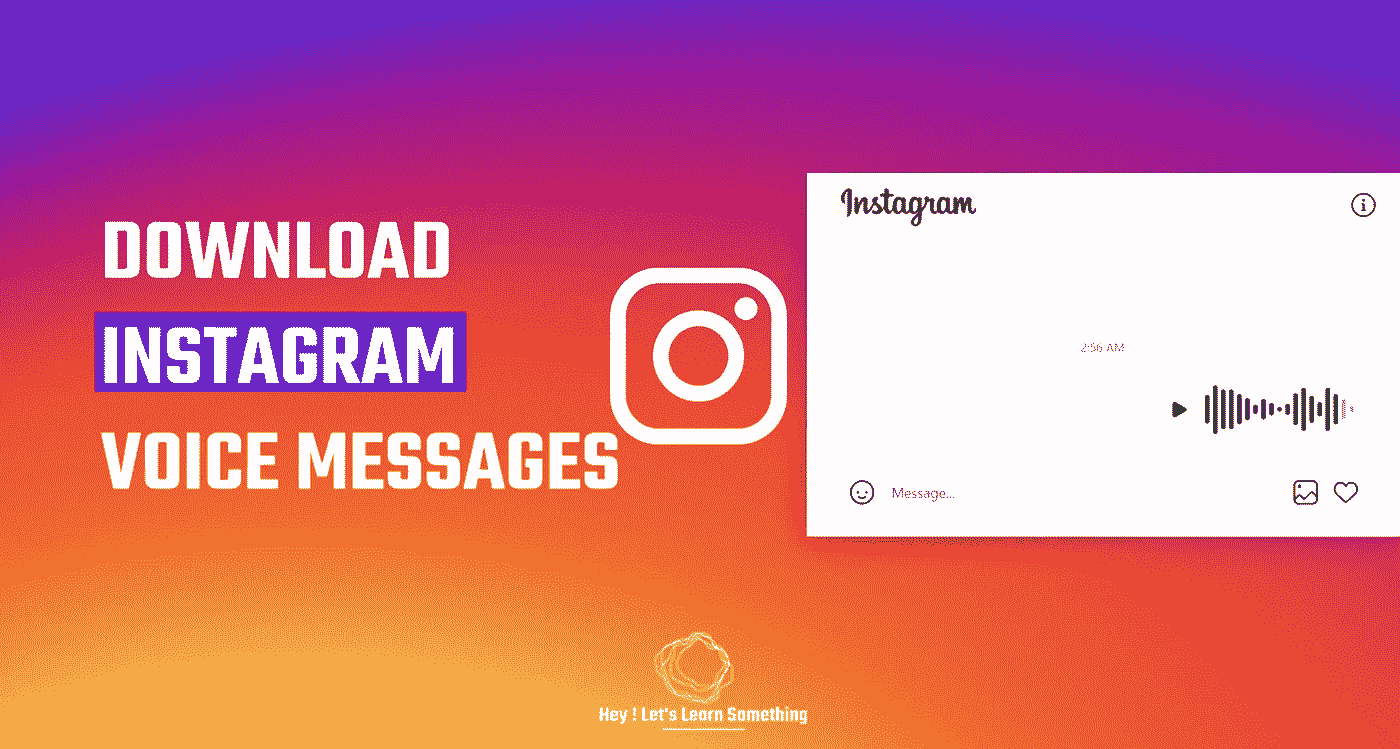 DOWNLOAD
INSTAGRAM
VOICE MESSAGES
Instagram
2:56 AM
Message...
Hey ! Let's Learn Something